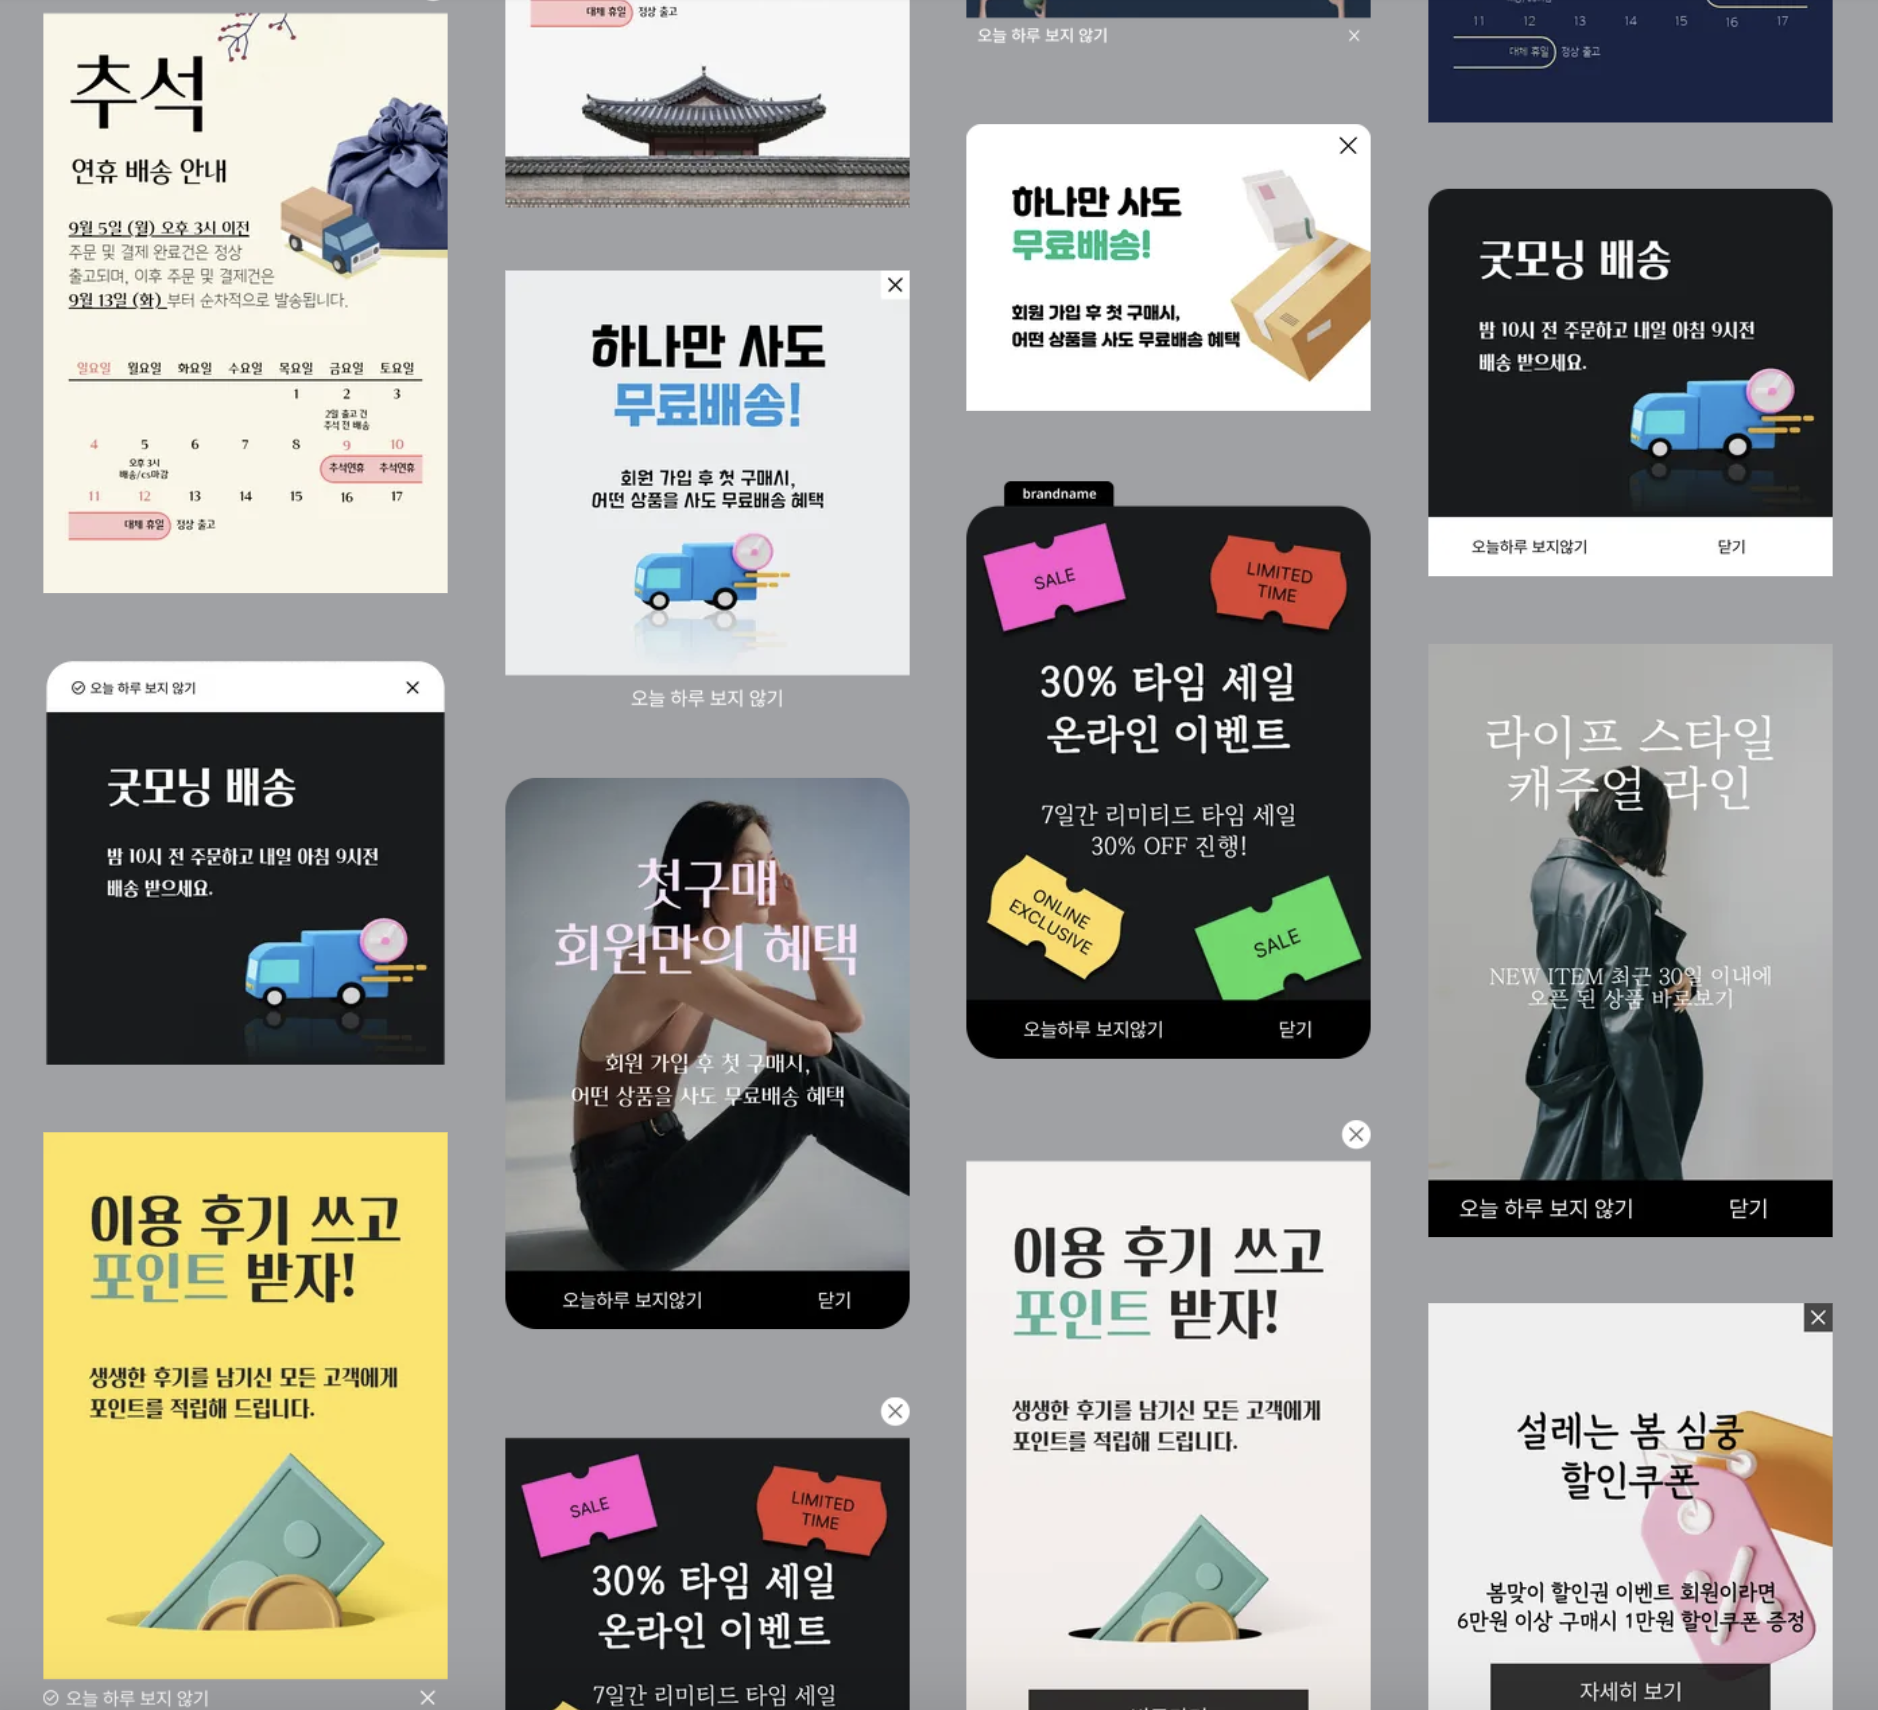 추석
연휴 배송 안내
9월 5일 (월) 오후 3시 이전
주문 및 결제 완료건은 정상
출고되며, 이후 주문 및 결제건은
9월 13일 (화) 부터 순차적으로 발송됩니다.
일요일 월요일 화요일 수요일 목요일 금요일 토요일
1 2 3
2일 출고 건
추석 전 배송
4 5 6 7 8 9 10
오후 3시
배송/cs마감
추석연휴 추석연휴
11 12 13 14 15 16 17
대체 휴일 정상 출고
오늘 하루 보지 않기
굿모닝 배송
밤 10시 전 주문하고 내일 아침 9시전
배송 받으세요.
이용 후기 쓰고
포인트 받자!
생생한 후기를 남기신 모든 고객에게
포인트를 적립해 드립니다.
오늘 하루 보지 않기
대체 휴일 정상 출고
하나만 사도
무료배송!
회원 가입 후 첫 구매시,
어떤 상품을 사도 무료배송 혜택
오늘 하루 보지 않기
첫구매
회원만의 혜택
회원 가입 후 첫 구매시,
어떤 상품을 사도 무료배송 혜택
오늘하루 보지않기 닫기
SALE
LIMITED
TIME
30% 타임 세일
온라인 이벤트
7일간 리미티드 타임 세일
오늘 하루 보지 않기
하나만 사도
무료배송!
회원 가입 후 첫 구매시,
어떤 상품을 사도 무료배송 혜택
brandname
SALE
LIMITED
TIME
30% 타임 세일
온라인 이벤트
7일간 리미티드 타임 세일
30% OFF 진행!
ONLINE
EXCLUSIVE
SALE
오늘하루 보지않기 닫기
이용 후기 쓰고
포인트 받자!
생생한 후기를 남기신 모든 고객에게
포인트를 적립해 드립니다.
11 12 13 14 15 16 17
대체 휴일 정상 출고
굿모닝 배송
밤 10시 전 주문하고 내일 아침 9시전
배송 받으세요.
오늘하루 보지않기 닫기
라이프 스타일
캐주얼 라인
NEW ITEM 최근 30일 이내에
오픈 된 상품 바로보기
오늘 하루 보지 않기 닫기
설레는 봄 심쿵
할인쿠폰
봄맞이 할인권 이벤트 회원이라면
6만원 이상 구매시 1만원 할인쿠폰 증정
자세히 보기